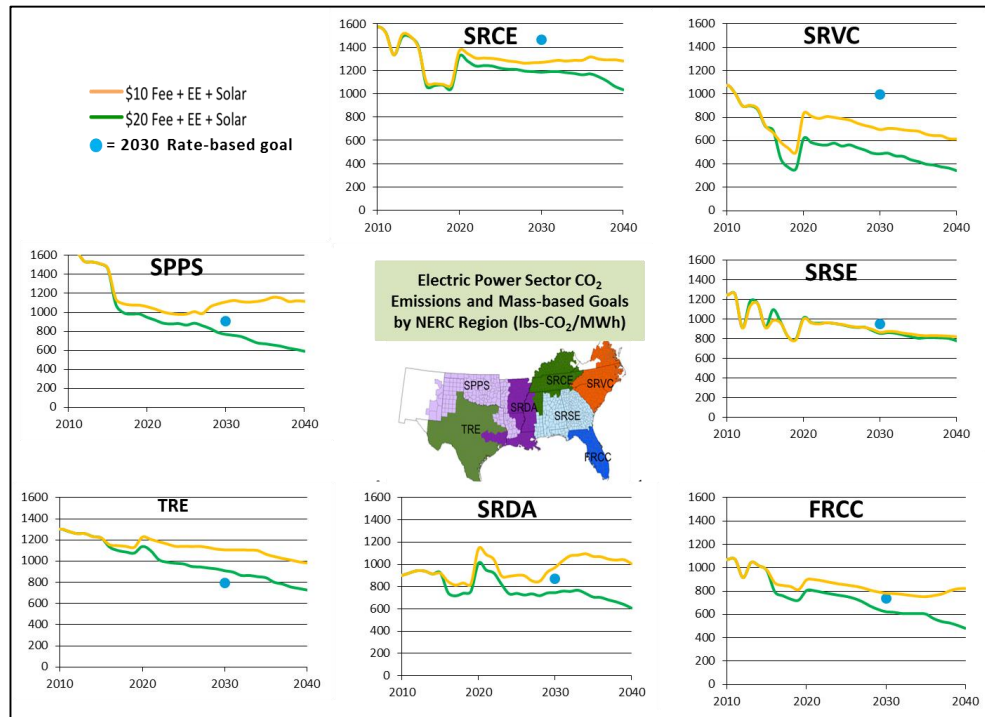 $10 Fee + EE + Solar
$20 Fee + EE + Solar
= 2030 Rate-based goal
SRCE
1600
1400
1200
1000
800
600
400
200
0
2010 2020 2030 2040
SRVC
1600
1400
1200
1000
800
600
400
200
0
2010 2020 2030 2040
SPPS
1600
1400
1200
1000
800
600
400
200
0
2010 2020 2030 2040
Electric Power Sector CO2
Emissions and Mass-based Goals
by NERC Region (lbs-CO2/MWh)
SPPS
SRCE
SRVC
SRDA
SRSE
TRE
FRCC
SRSE
1600
1400
1200
1000
800
600
400
200
0
2010 2020 2030 2040
TRE
1600
1400
1200
1000
800
600
400
200
0
2010 2020 2030 2040
SRDA
1600
1400
1200
1000
800
600
400
200
0
2010 2020 2030 2040
FRCC
1600
1400
1200
1000
800
600
400
200
0
2010 2020 2030 2040